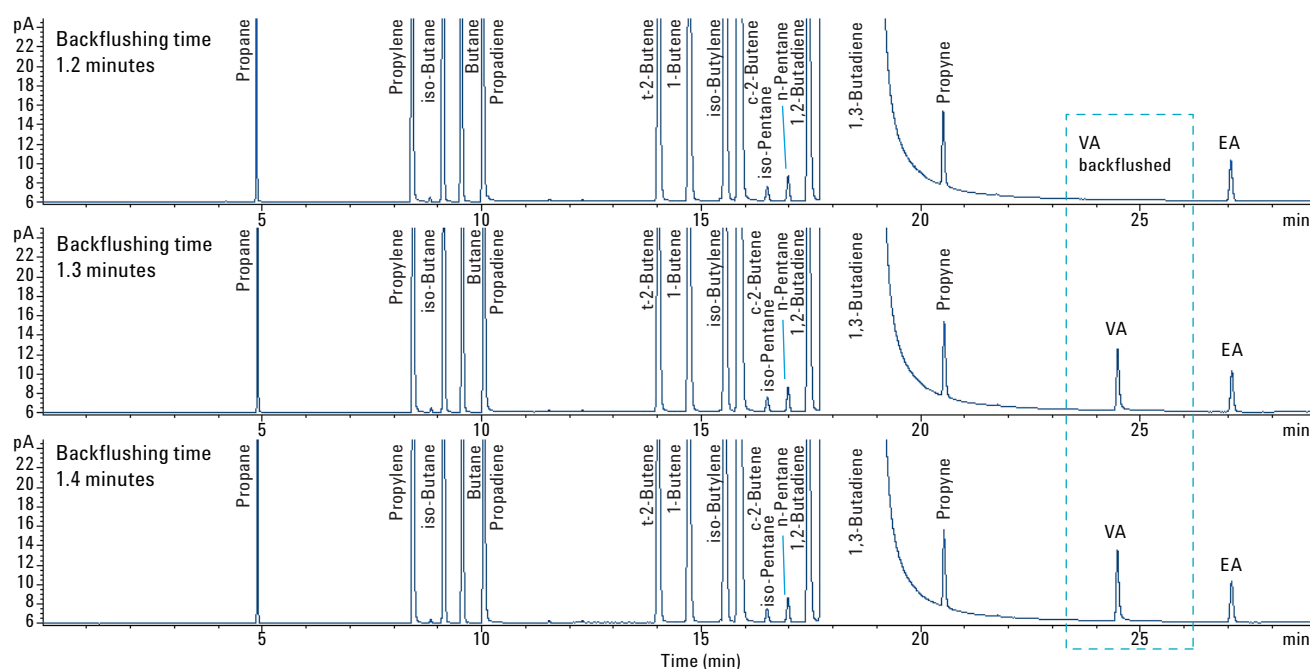 pA
22
20
18
16
14
12
10
8
6
Backflushing time
1.2 minutes
Propane
Propylene
iso-Butane
Butane
Propadiene
t-2-Butene
1-Butene
iso-Butylene
c-2-Butene
iso-Pentane
n-Pentane
1,2-Butadiene
1,3-Butadiene
Propyne
VA
backflushed
EA
5
10
15
20
25
min
pA
22
20
18
16
14
12
10
8
6
Backflushing time
1.3 minutes
Propane
Propylene
iso-Butane
Butane
Propadiene
t-2-Butene
1-Butene
iso-Butylene
c-2-Butene
iso-Pentane
n-Pentane
1,2-Butadiene
1,3-Butadiene
Propyne
VA
EA
5
10
15
20
25
min
pA
22
20
18
16
14
12
10
8
6
Backflushing time
1.4 minutes
Propane
Propylene
iso-Butane
Butane
Propadiene
t-2-Butene
1-Butene
iso-Butylene
c-2-Butene
iso-Pentane
n-Pentane
1,2-Butadiene
1,3-Butadiene
Propyne
VA
EA
5
10
15
20
25
min
Time (min)